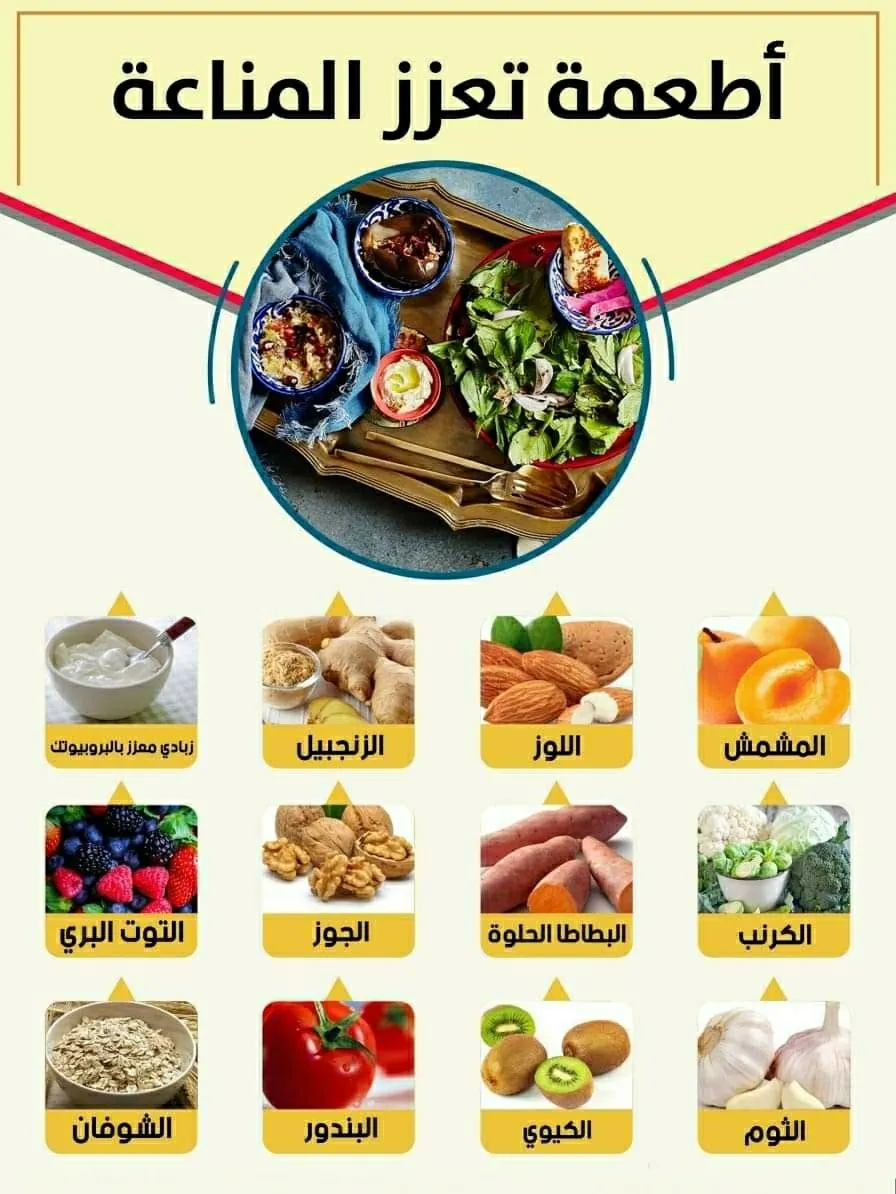 أطعمة تعزز المناعة
المشمش
اللوز
الزنجبيل
زبادي معزز بالبروبيوتك
الكرنب
البطاطا الحلوة
الجوز
التوت البري
الثوم
الكيوي
البندور
الشوفان